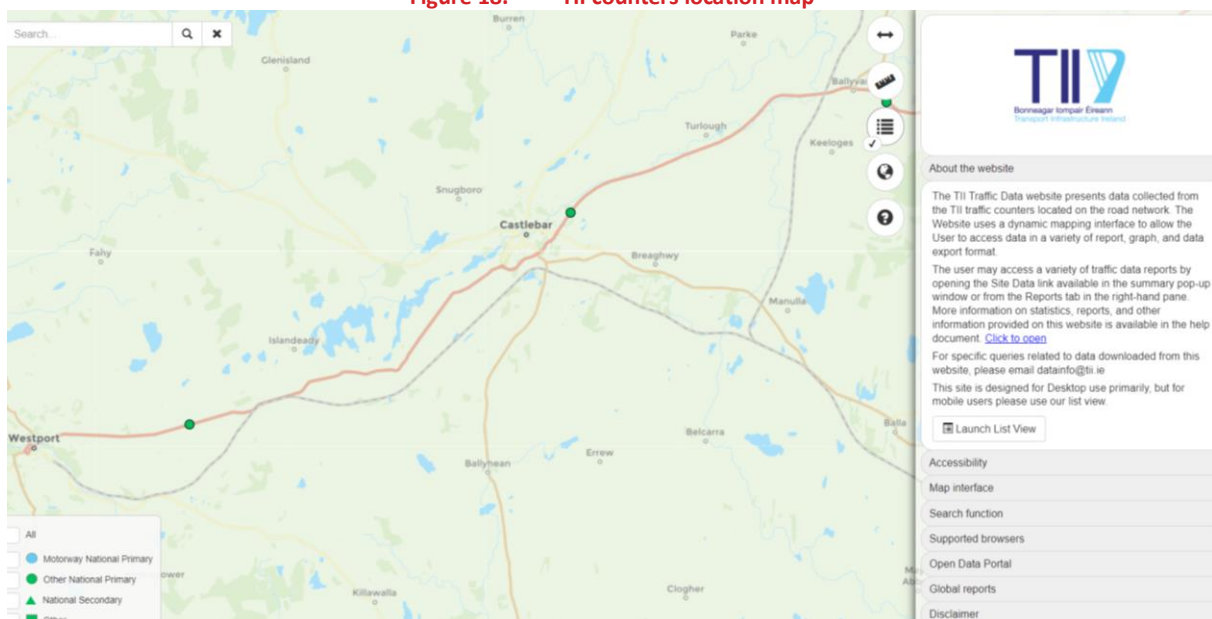 Figure 18. TII counters location map
Search...
Burren
Parke
Glenisland
Turlough
Keeloges
Snugboro
Castlebar
Fahy
Breaghwy
Manulla
Islandeady
Westport
Balla
Belcarra
Errew
Ballyhean
Killawalla
Clogher
All
Motorway National Primary
Other National Primary
National Secondary
TII
Bonneagar Iompair Éireann
Transport Infrastructure Ireland
About the website
The TII Traffic Data website presents data collected from
the TII traffic counters located on the road network. The
Website uses a dynamic mapping interface to allow the
User to access data in a variety of report, graph, and data
export format.
The user may access a variety of traffic data reports by
opening the Site Data link available in the summary pop-up
window or from the Reports tab in the right-hand pane.
More information on statistics, reports, and other
information provided on this website is available in the help
document. Click to open
For specific queries related to data downloaded from this
website, please email datainfo@tii.ie
This site is designed for Desktop use primarily, but for
mobile users please use our list view.
Launch List View
Accessibility
Map interface
Search function
Supported browsers
Open Data Portal
Global reports
Disclaimer